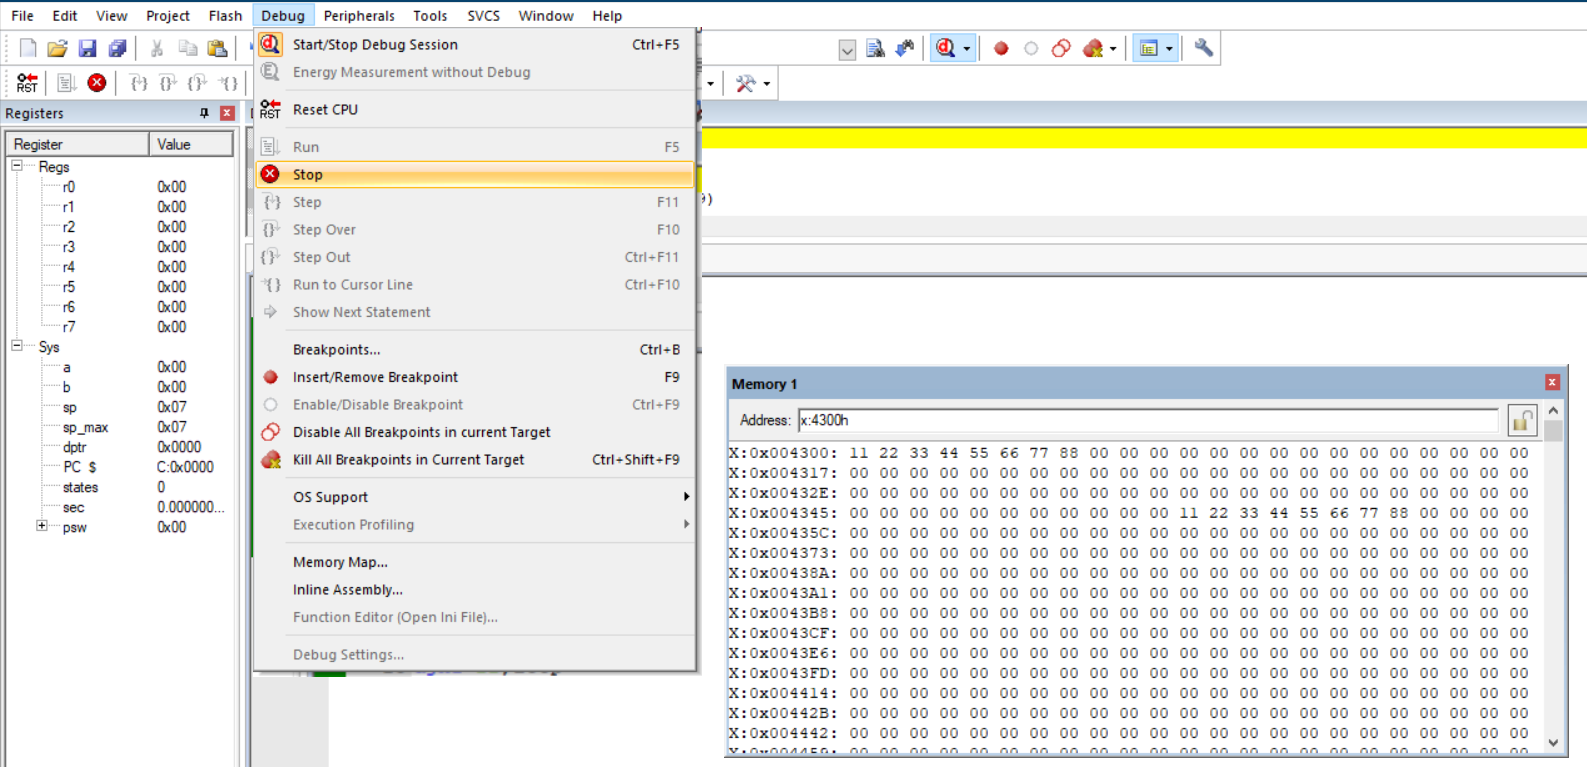 File Edit View Project Flash Debug Peripherals Tools SVCS Window Help
Start/Stop Debug Session Ctrl+F5
Energy Measurement without Debug
RST Reset CPU
Run F5
Stop
Step F11
Step Over F10
Step Out Ctrl+F11
Run to Cursor Line Ctrl+F10
Show Next Statement
Breakpoints... Ctrl+B
Insert/Remove Breakpoint F9
Enable/Disable Breakpoint Ctrl+F9
Disable All Breakpoints in current Target
Kill All Breakpoints in Current Target Ctrl+Shift+F9
OS Support
Execution Profiling
Memory Map...
Inline Assembly...
Function Editor (Open Ini File)...
Debug Settings...
RST
Registers
Register Value
Regs
r0 0x00
r1 0x00
r2 0x00
r3 0x00
r4 0x00
r5 0x00
r6 0x00
r7 0x00
Sys
a 0x00
b 0x00
sp 0x07
sp_max 0x07
dptr 0x0000
PC $ C:0x0000
states 0
sec 0.000000...
psw 0x00
Memory 1
Address: x:4300h
X:0x004300: 11 22 33 44 55 66 77 88 00 00 00 00 00 00 00 00 00 00 00 00 00 00 00
X:0x004317: 00 00 00 00 00 00 00 00 00 00 00 00 00 00 00 00 00 00 00 00 00 00 00
X:0x00432E: 00 00 00 00 00 00 00 00 00 00 00 00 00 00 00 00 00 00 00 00 00 00 00
X:0x004345: 00 00 00 00 00 00 00 00 00 00 00 11 22 33 44 55 66 77 88 00 00 00 00
X:0x00435C: 00 00 00 00 00 00 00 00 00 00 00 00 00 00 00 00 00 00 00 00 00 00 00
X:0x004373: 00 00 00 00 00 00 00 00 00 00 00 00 00 00 00 00 00 00 00 00 00 00 00
X:0x00438A: 00 00 00 00 00 00 00 00 00 00 00 00 00 00 00 00 00 00 00 00 00 00 00
X:0x0043A1: 00 00 00 00 00 00 00 00 00 00 00 00 00 00 00 00 00 00 00 00 00 00 00
X:0x0043B8: 00 00 00 00 00 00 00 00 00 00 00 00 00 00 00 00 00 00 00 00 00 00 00
X:0x0043CF: 00 00 00 00 00 00 00 00 00 00 00 00 00 00 00 00 00 00 00 00 00 00 00
X:0x0043E6: 00 00 00 00 00 00 00 00 00 00 00 00 00 00 00 00 00 00 00 00 00 00 00
X:0x0043FD: 00 00 00 00 00 00 00 00 00 00 00 00 00 00 00 00 00 00 00 00 00 00 00
X:0x004414: 00 00 00 00 00 00 00 00 00 00 00 00 00 00 00 00 00 00 00 00 00 00 00
X:0x00442B: 00 00 00 00 00 00 00 00 00 00 00 00 00 00 00 00 00 00 00 00 00 00 00
X:0x004442: 00 00 00 00 00 00 00 00 00 00 00 00 00 00 00 00 00 00 00 00 00 00 00
X:0x004459: 00 00 00 00 00 00 00 00 00 00 00 00 00 00 00 00 00 00 00 00 00 00 00